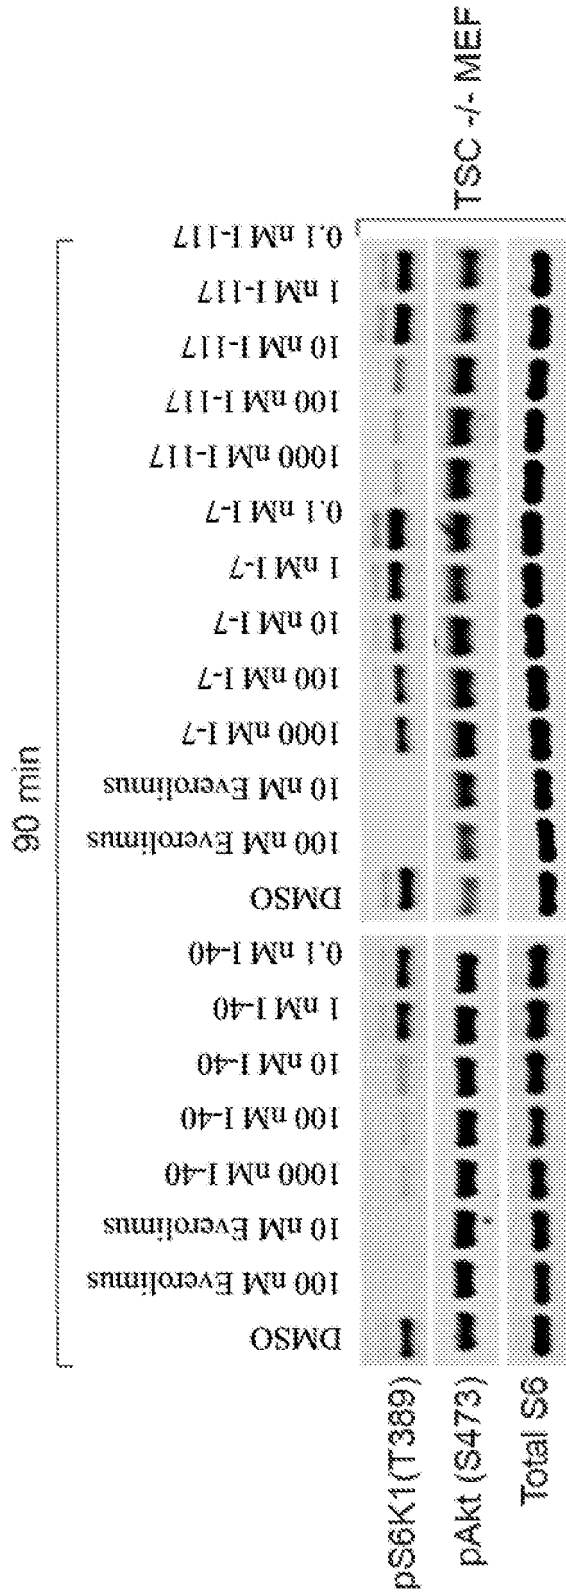 90 min
DMSO
100 nM Everolimus
10 nM Everolimus
1000 nM I-40
100 nM I-40
10 nM I-40
1 nM I-40
0.1 nM I-40
DMSO
100 nM Everolimus
10 nM Everolimus
1000 nM I-7
100 nM I-7
10 nM I-7
1 nM I-7
0.1 nM I-7
1000 nM I-117
100 nM I-117
10 nM I-117
1 nM I-117
0.1 nM I-117
pS6K1(T389)
pAkt (S473)
Total S6
TSC -/- MEF